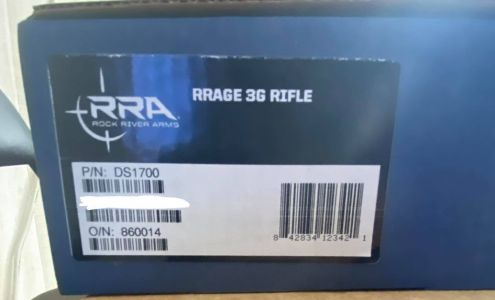 RRA
ROCK RIVER ARMS
RRAGE 3G RIFLE
P/N: DS1700
O/N: 860014
8 42834 12342 1